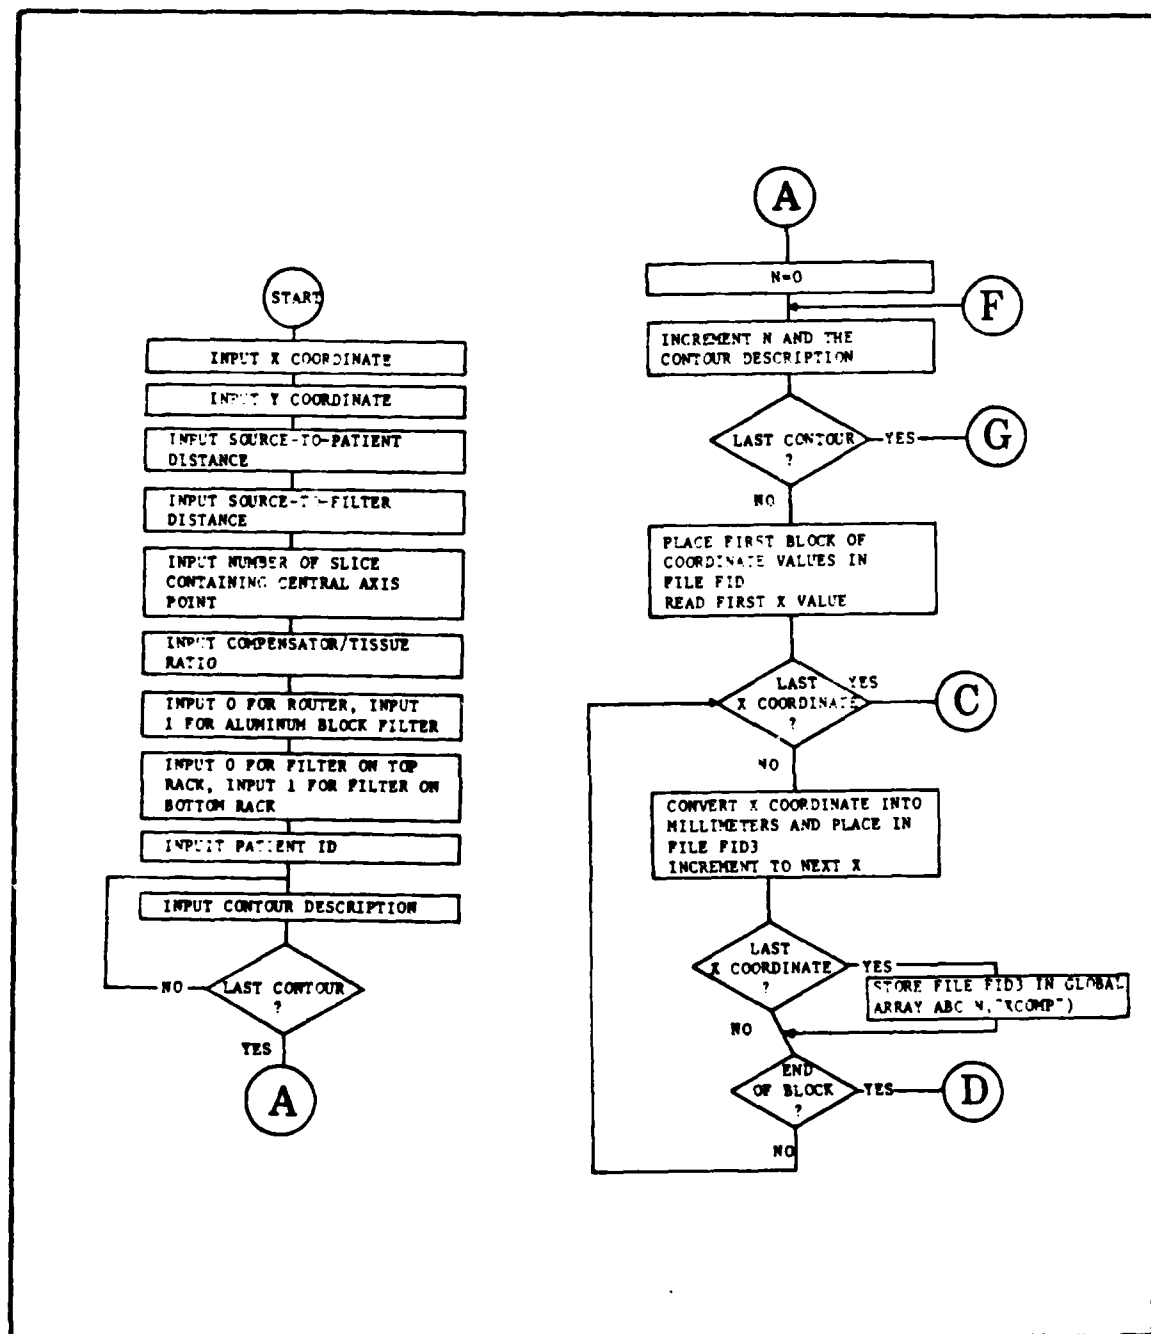 START
INPUT X COORDINATE
INPUT Y COORDINATE
INPUT SOURCE-TO-PATIENT
DISTANCE
INPUT SOURCE-TO-FILTER
DISTANCE
INPUT NUMBER OF SLICE
CONTAINING CENTRAL AXIS
POINT
INPUT COMPENSATOR/TISSUE
RATIO
INPUT 0 FOR ROUTER, INPUT
1 FOR ALUMINUM BLOCK FILTER
INPUT 0 FOR FILTER ON TOP
RACK, INPUT 1 FOR FILTER ON
BOTTOM RACK
INPUIT PATIENT ID
INPUT CONTOUR DESCRIPTION
NO LAST CONTOUR
?
YES
A
A
N=0
F
INCREMENT N AND THE
CONTOUR DESCRIPTION
LAST CONTOUR YES G
?
NO
PLACE FIRST BLOCK OF
COORDINATE VALUES IN
FILE FID
READ FIRST X VALUE
LAST YES
X COORDINATE C
?
NO
CONVERT X COORDINATE INTO
MILLIMETERS AND PLACE IN
FILE FID3
INCREMENT TO NEXT X
LAST
X COORDINATE YES
?
STORE FILE FID3 IN GLOBAL
ARRAY ABC N,"XCOMP")
NO
END
OF BLOCK YES D
?
NO